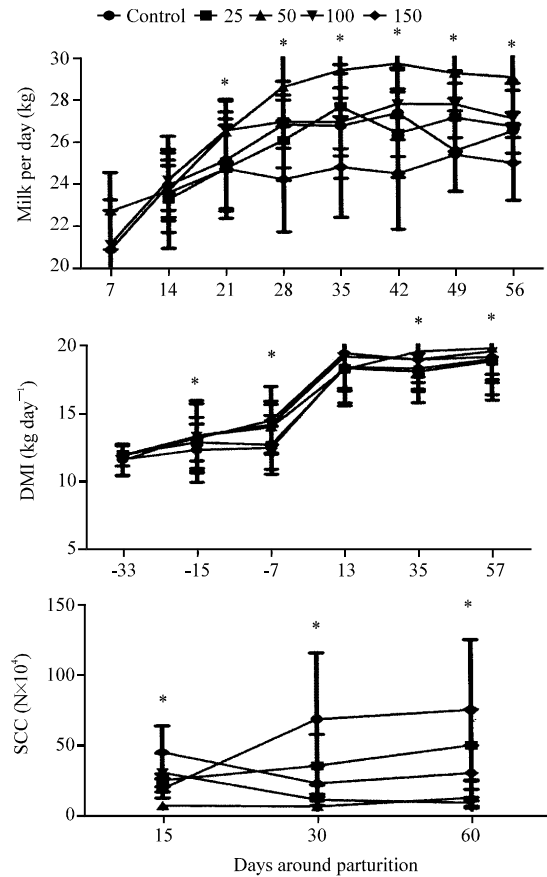 Control 25 50 100 150
Milk per day (kg)
30
28
26
24
22
20
* * * * * *
7 14 21 28 35 42 49 56
DMI (kg day⁻¹)
20
15
10
5
* * * *
-33 -15 -7 13 35 57
SCC (N×10⁴)
150
100
50
0
* * *
15 30 60
Days around parturition